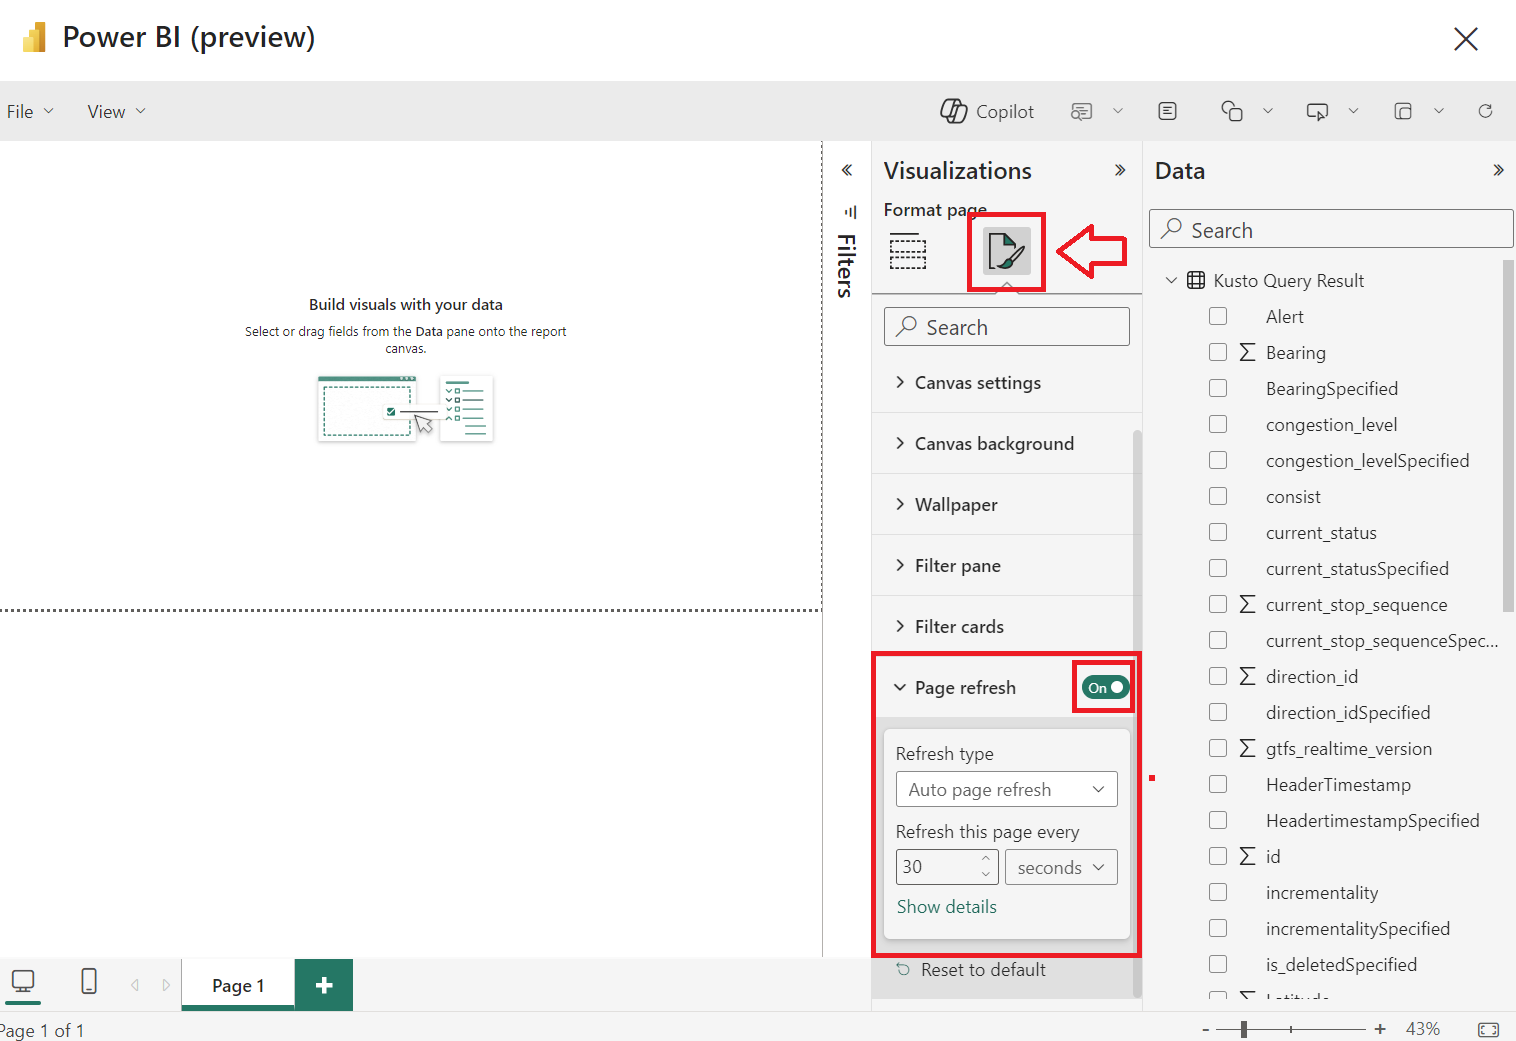 Power BI (preview)
File
View
Copilot
Build visuals with your data
Select or drag fields from the Data pane onto the report
canvas.
Filters
Visualizations
Format page
Search
Canvas settings
Canvas background
Wallpaper
Filter pane
Filter cards
Page refresh
On
Refresh type
Auto page refresh
Refresh this page every
30
seconds
Show details
Reset to default
Data
Search
Kusto Query Result
Alert
Bearing
BearingSpecified
congestion_level
congestion_levelSpecified
consist
current_status
current_statusSpecified
current_stop_sequence
current_stop_sequenceSpec...
direction_id
direction_idSpecified
gtfs_realtime_version
HeaderTimestamp
HeadertimestampSpecified
id
incrementality
incrementalitySpecified
is_deletedSpecified
Latitude
Page 1
Page 1 of 1
- + 43%